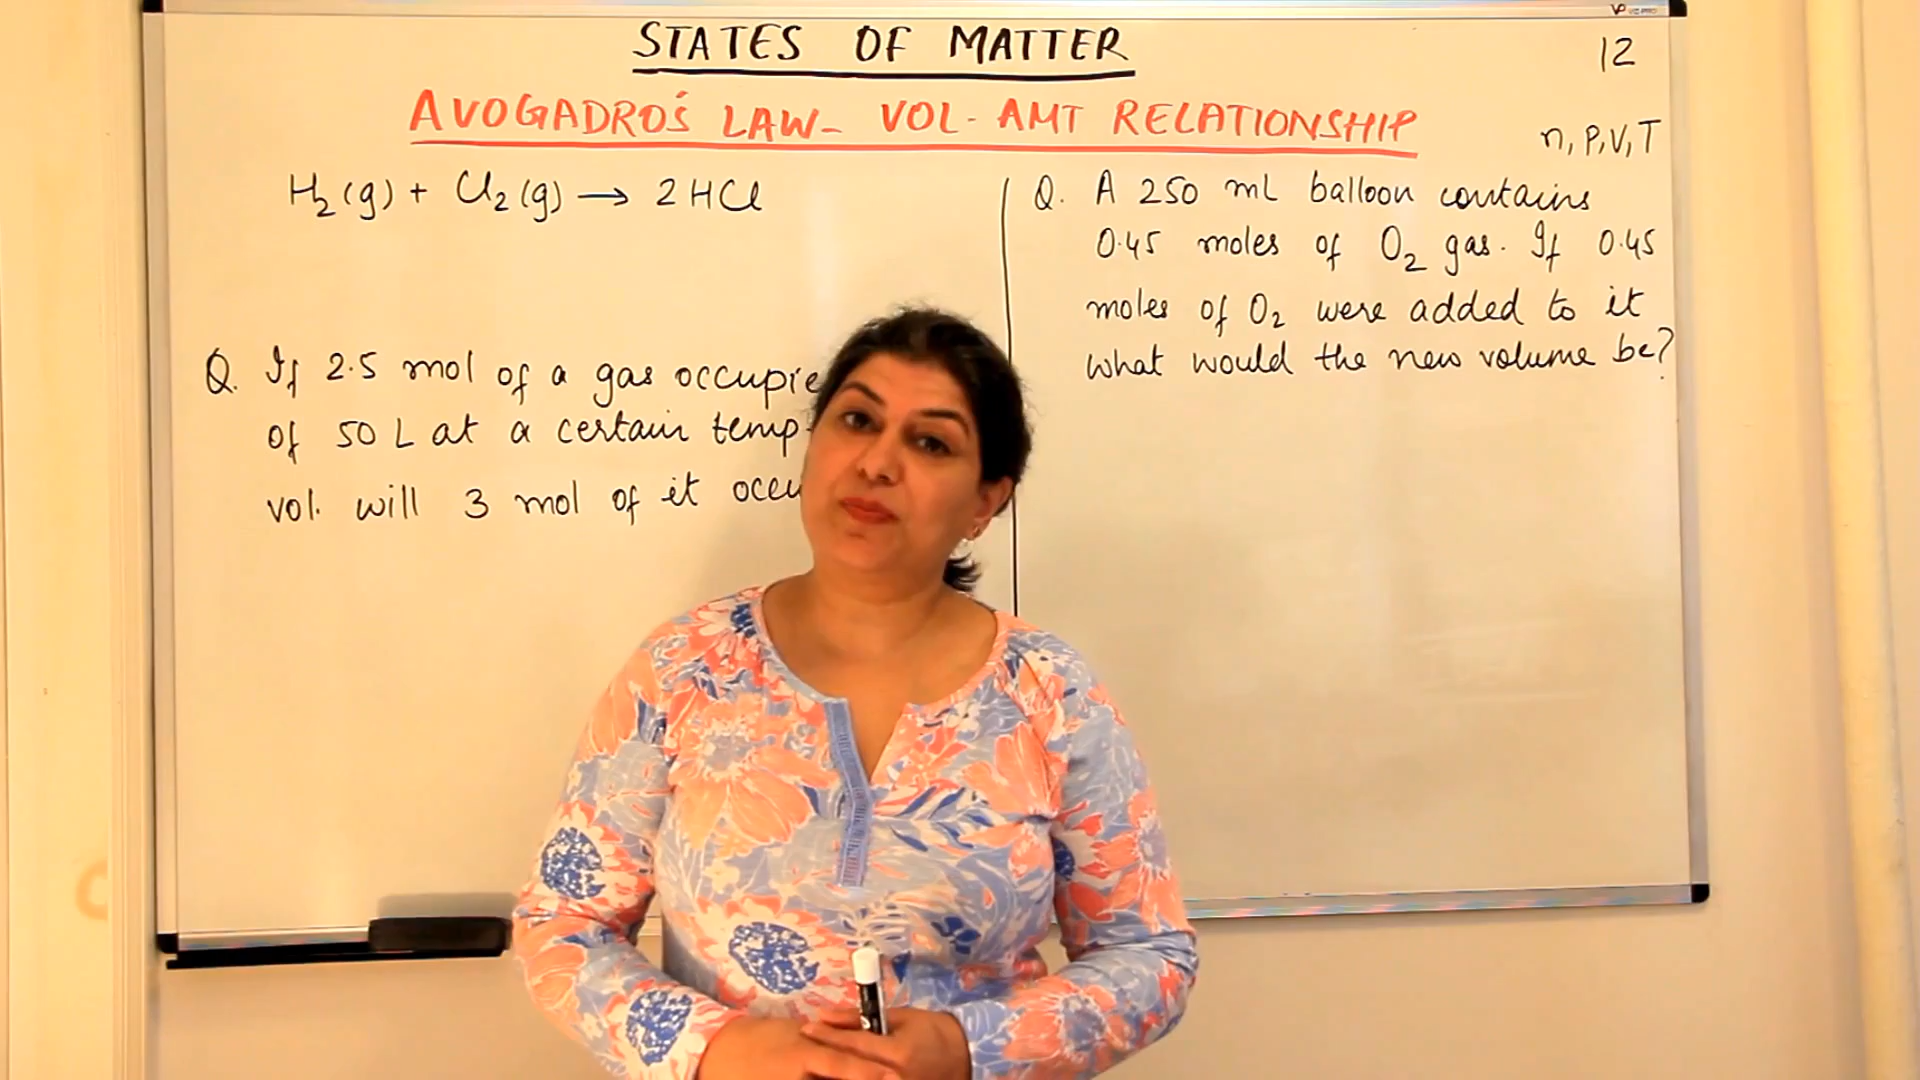 STATES OF MATTER
12
AVOGADRO'S LAW- VOL- AMT RELATIONSHIP
n, P, V, T
H₂(g) + Cl₂(g) → 2HCl
Q. If 2.5 mol of a gas
of 50 L at a certain temp
vol. will 3 mol of it
Q. A 250 mL balloon contains
0.45 moles of O₂ gas. If 0.45
moles of O₂ were added to it
what would the new volume be?